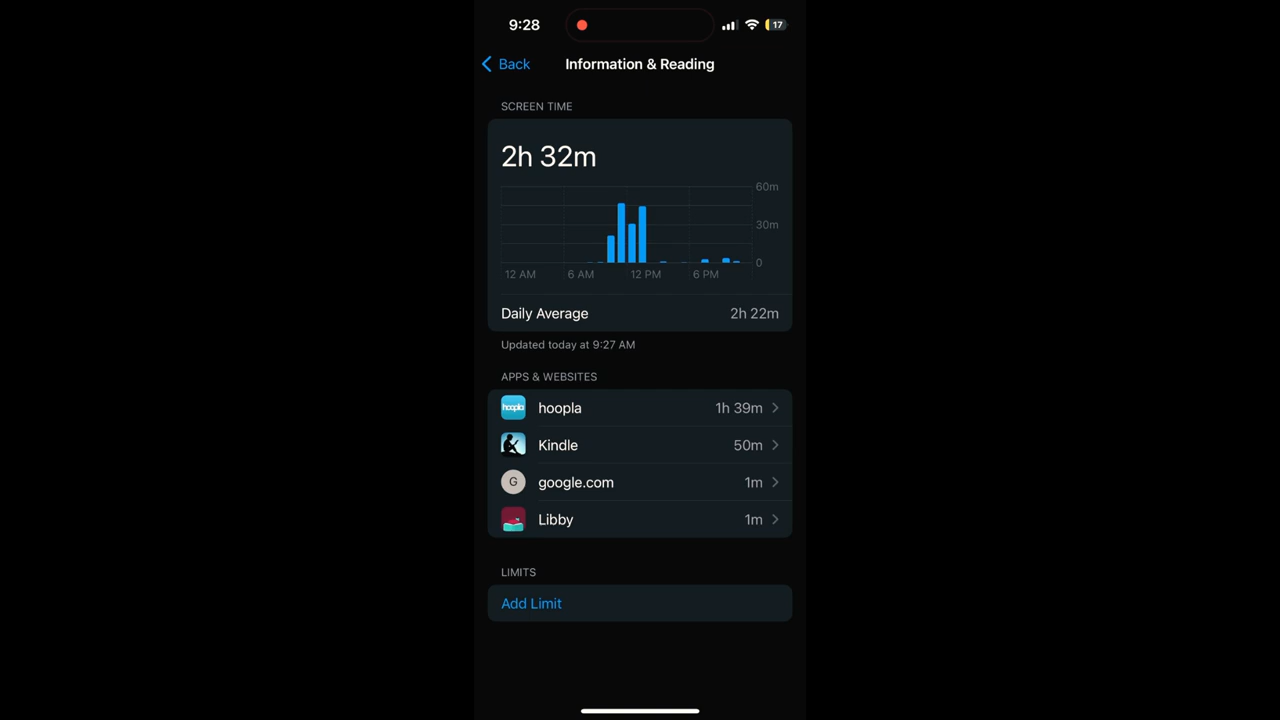 9:28
17
Back
Information & Reading
SCREEN TIME
2h 32m
60m
30m
0
12 AM 6 AM 12 PM 6 PM
Daily Average 2h 22m
Updated today at 9:27 AM
APPS & WEBSITES
hoopla hoopla 1h 39m
Kindle 50m
G google.com 1m
Libby 1m
LIMITS
Add Limit